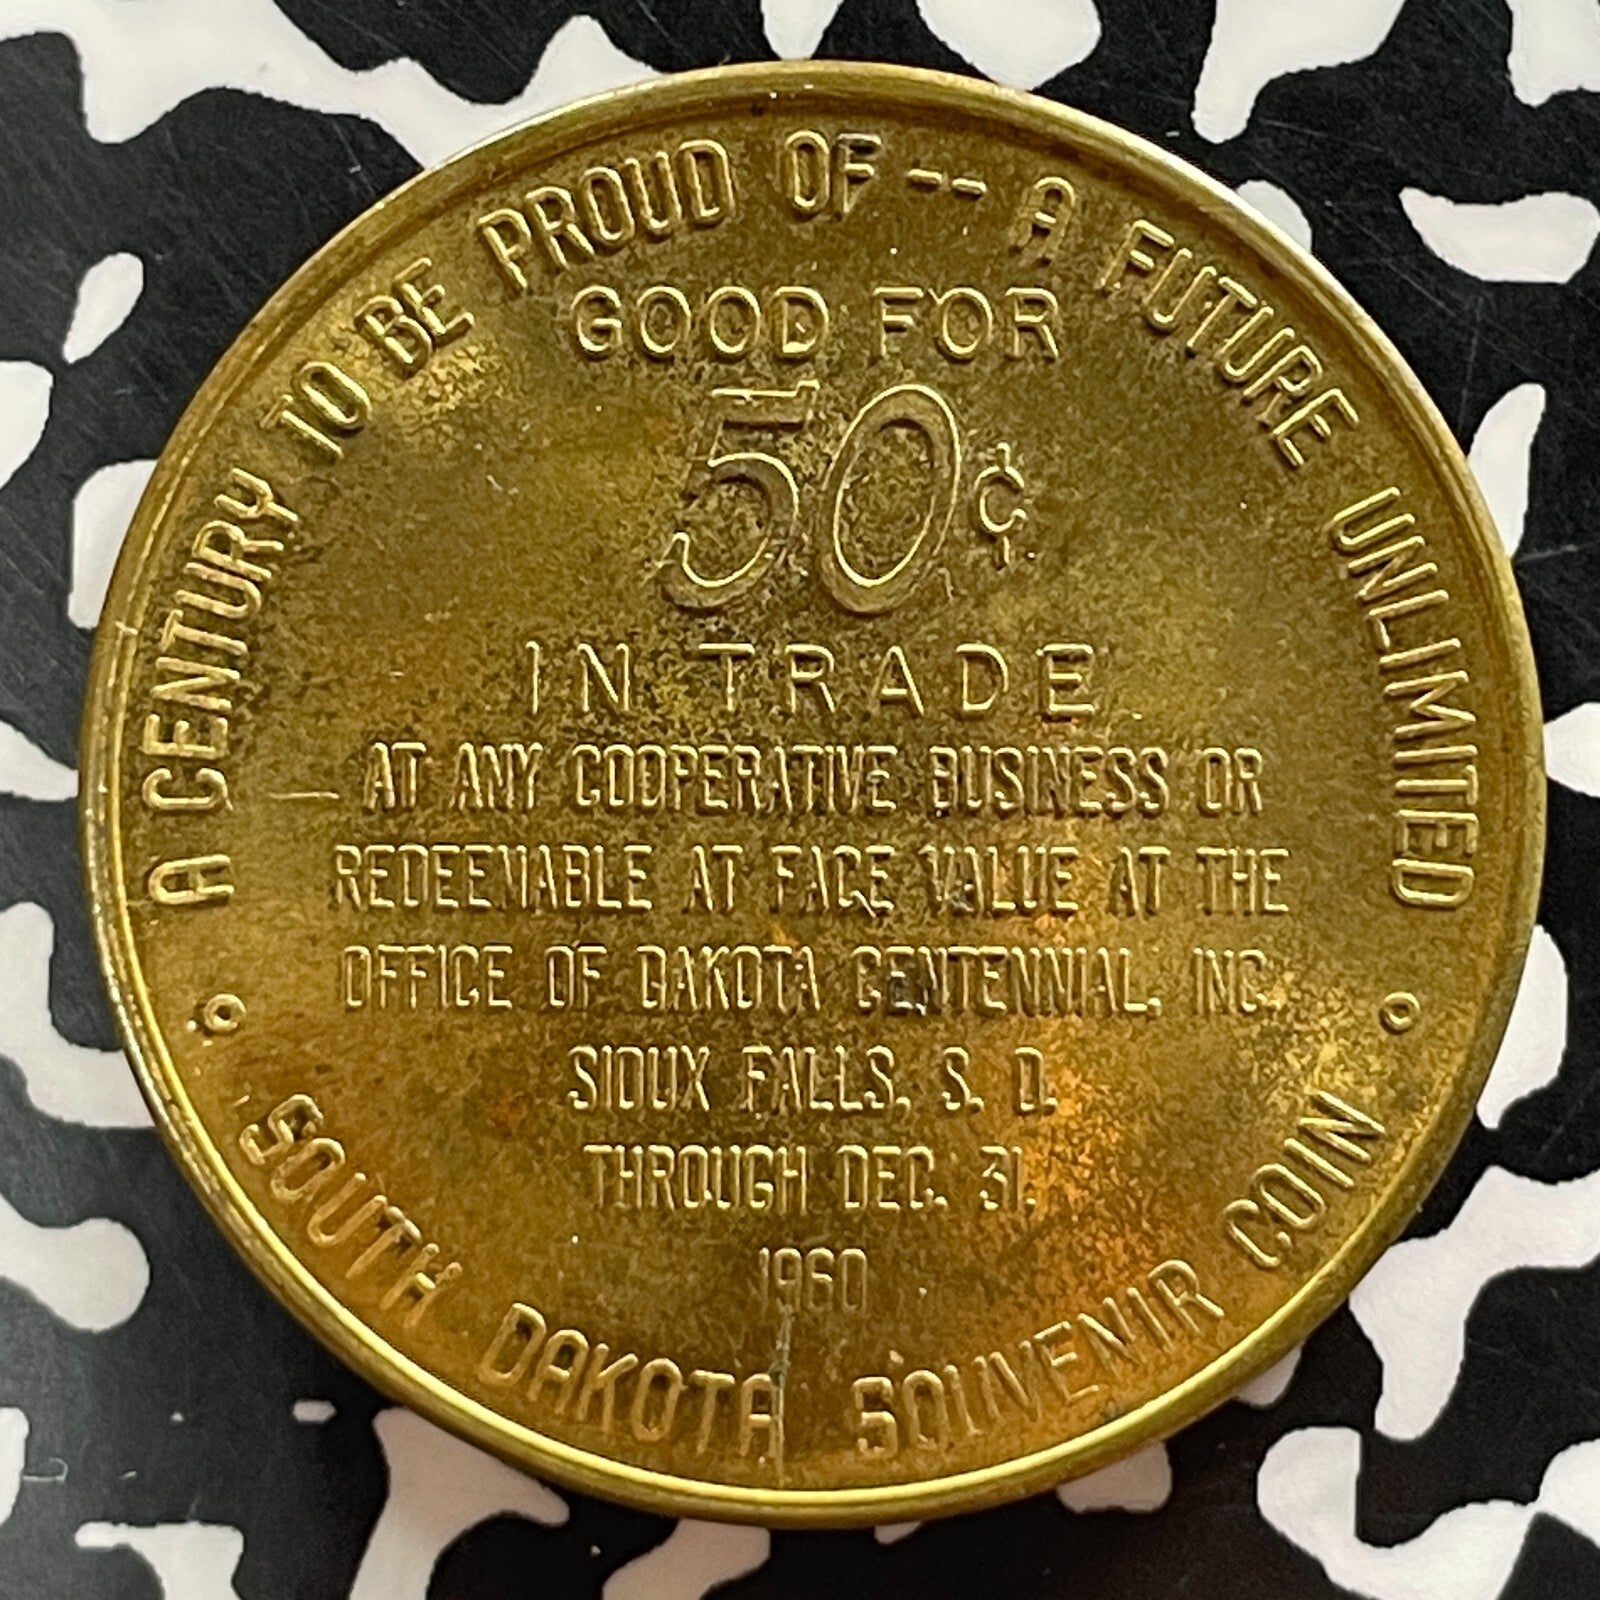 A CENTURY TO BE PROUD OF -- A FUTURE UNLIMITED
GOOD FOR
50¢
IN TRADE
AT ANY COOPERATIVE BUSINESS OR
REDEEMABLE AT FACE VALUE AT THE
OFFICE OF DAKOTA CENTENNIAL, INC.
SIOUX FALLS, S. D.
THROUGH DEC. 31,
1960
SOUTH DAKOTA SOUVENIR COIN